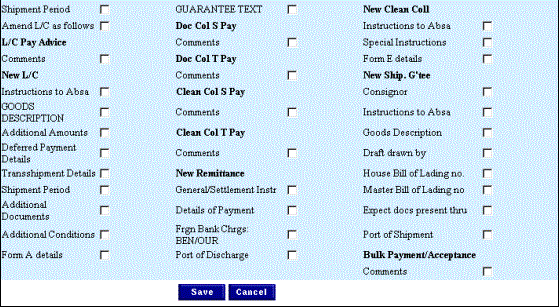 Shipment Period
Amend L/C as follows
L/C Pay Advice
Comments
New L/C
Instructions to Absa
GOODS
DESCRIPTION
Additional Amounts
Deferred Payment
Details
Transshipment Details
Shipment Period
Additional
Documents
Additional Conditions
Form A details
GUARANTEE TEXT
Doc Col S Pay
Comments
Doc Col T Pay
Comments
Clean Col S Pay
Comments
Clean Col T Pay
Comments
New Remittance
General/Settlement Instr
Details of Payment
Frgn Bank Chrgs:
BEN/OUR
Port of Discharge
New Clean Coll
Instructions to Absa
Special Instructions
Form E details
New Ship. G'tee
Consignor
Instructions to Absa
Goods Description
Draft drawn by
House Bill of Lading no.
Master Bill of Lading no
Expect docs present thru
Port of Shipment
Bulk Payment/Acceptance
Comments
Save Cancel